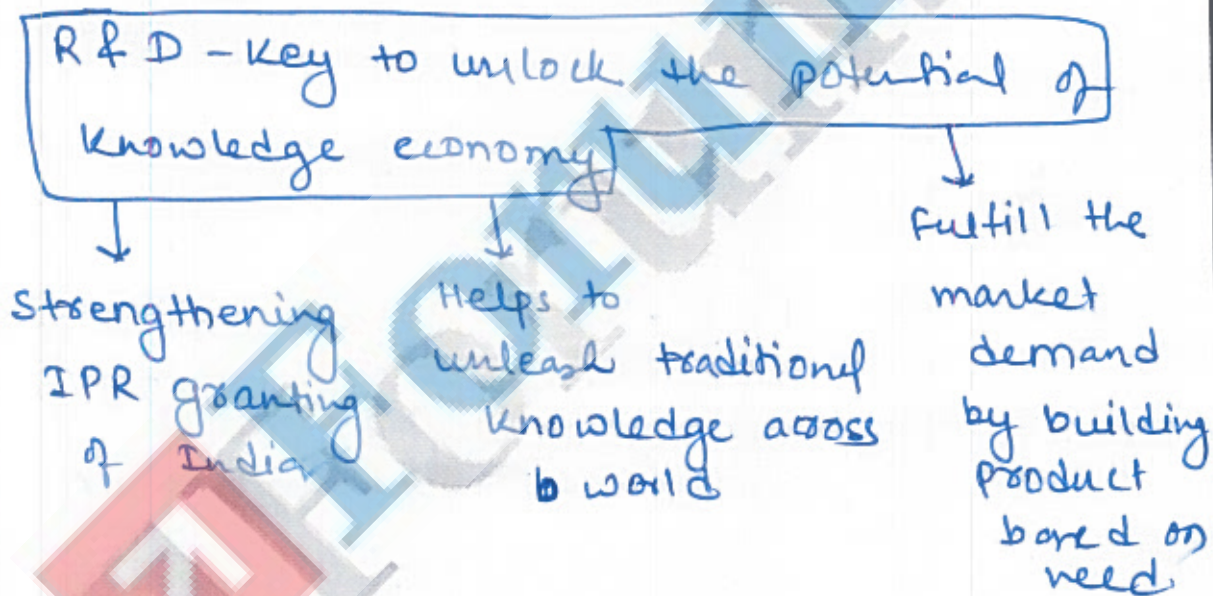 R & D - Key to unlock the potential of
Knowledge economy
Strengthening
IPR granting
of India
Helps to
unleash traditional
knowledge across
world
Fulfill the
market
demand
by building
product
based on
need
Forum